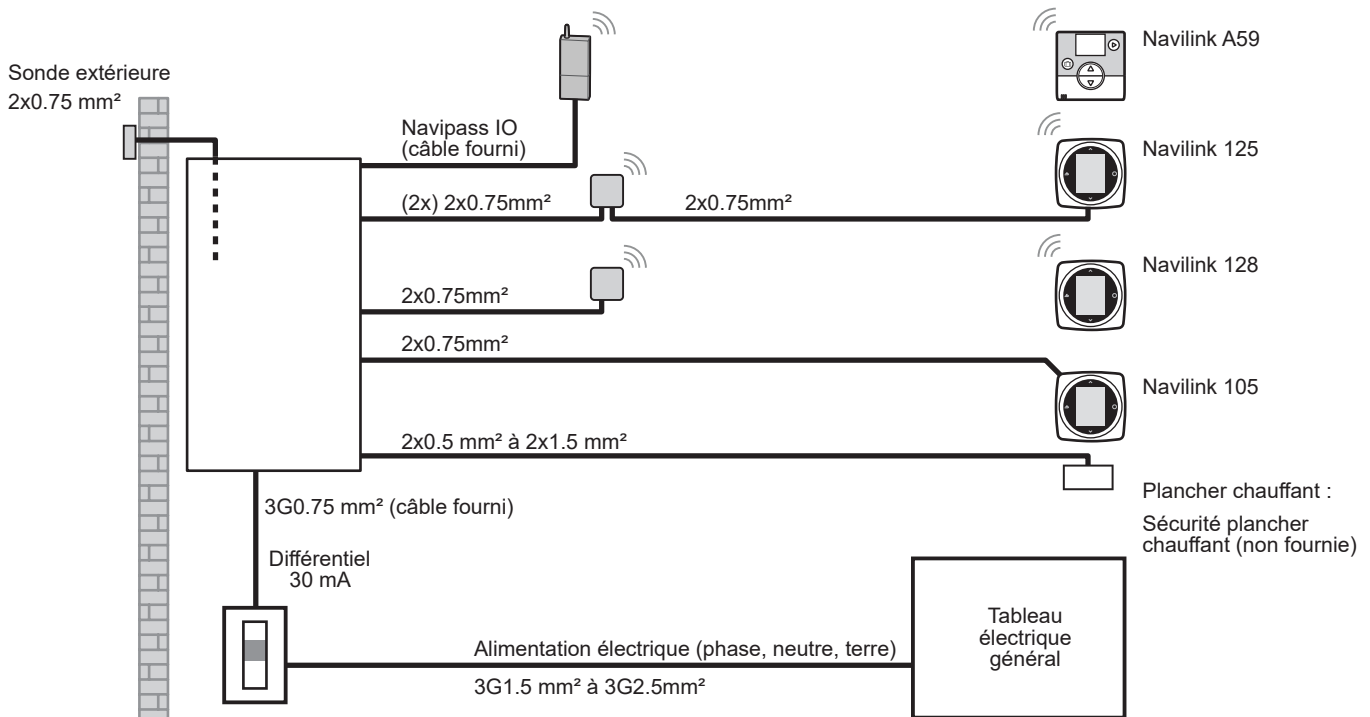 Navilink A59
Sonde extérieure
2x0.75 mm²
Navipass IO
(câble fourni)
Navilink 125
(2x) 2x0.75mm²
2x0.75mm²
Navilink 128
2x0.75mm²
2x0.75mm²
Navilink 105
2x0.5 mm² à 2x1.5 mm²
Plancher chauffant :
Sécurité plancher
chauffant (non fournie)
3G0.75 mm² (câble fourni)
Différentiel
30 mA
Alimentation électrique (phase, neutre, terre)
3G1.5 mm² à 3G2.5mm²
Tableau
électrique
général